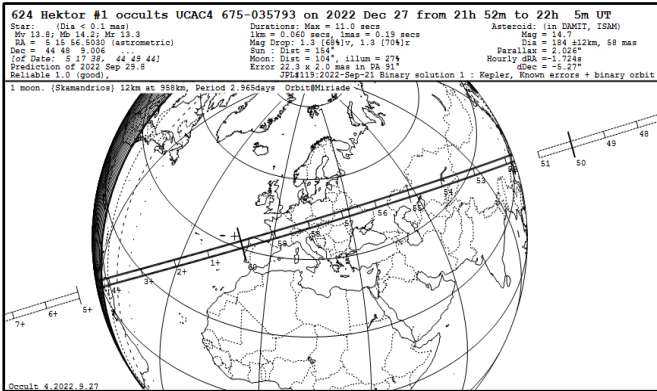 624 Hektor #1 occults UCAC4 675-035793 on 2022 Dec 27 from 21h 52m to 22h  5m UT
Star:     (Dia < 0.1 mas)
Mv 13.8; Mb 14.2; Mr 13.3
RA =  5 15 56.5030 (astrometric)
Dec = 44 48  9.006  ...
[of Date:  5 17 38,  44 49 44]
Prediction of 2022 Sep 29.8
Reliable 1.0 (good),
Durations: Max = 11.0 secs
1km = 0.060 secs, 1mas = 0.19 secs
Mag Drop: 1.3 [68%]v, 1.3 [70%]r
Sun : Dist = 154°
Moon: Dist = 104°, illum = 27%
Error 22.3 x 2.0 mas in PA 91°
Asteroid: (in DAMIT, ISAM)
Mag = 14.7
Dia = 184 ±12km, 58 mas
Parallax = 2.026"
Hourly dRA =-1.724s
dDec = -5.27"
JPL#119:2022-Sep-21 Binary solution 1 : Kepler, Known errors + binary orbit
1 moon. {Skamandrios} 12km at 958km, Period 2.965days  Orbit@Miriade
48
49
50
51
52
53
54
55
56
57
58
59
60
1+
2+
3+
4+
5+
6+
7+
Occult 4.2022.9.27